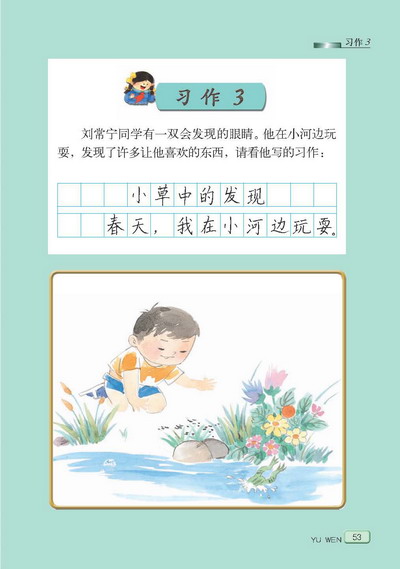 习作 3
习作 3
刘常宁同学有一双会发现的眼睛。他在小河边玩
耍，发现了许多让他喜欢的东西，请看他写的习作：
小草中的发现
春天，我在小河边玩耍。
YU WEN 53